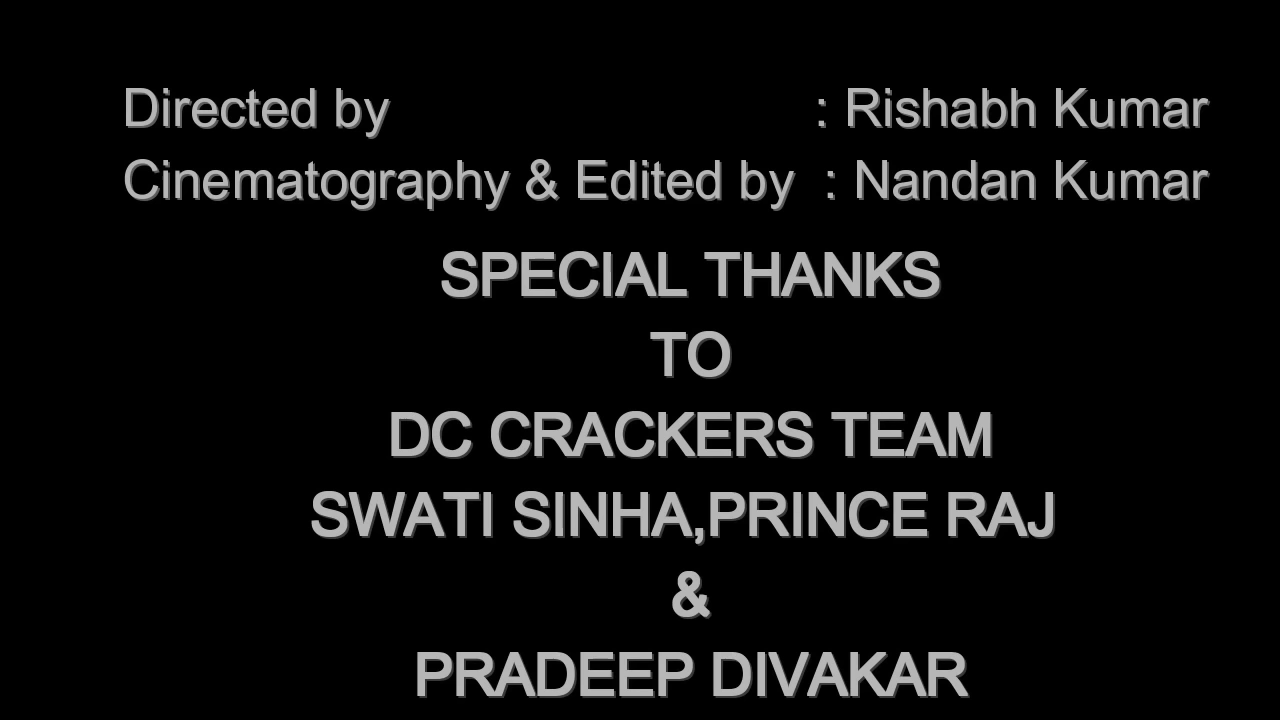 Directed by : Rishabh Kumar
Cinematography & Edited by : Nandan Kumar
SPECIAL THANKS
TO
DC CRACKERS TEAM
SWATI SINHA,PRINCE RAJ
&
PRADEEP DIVAKAR